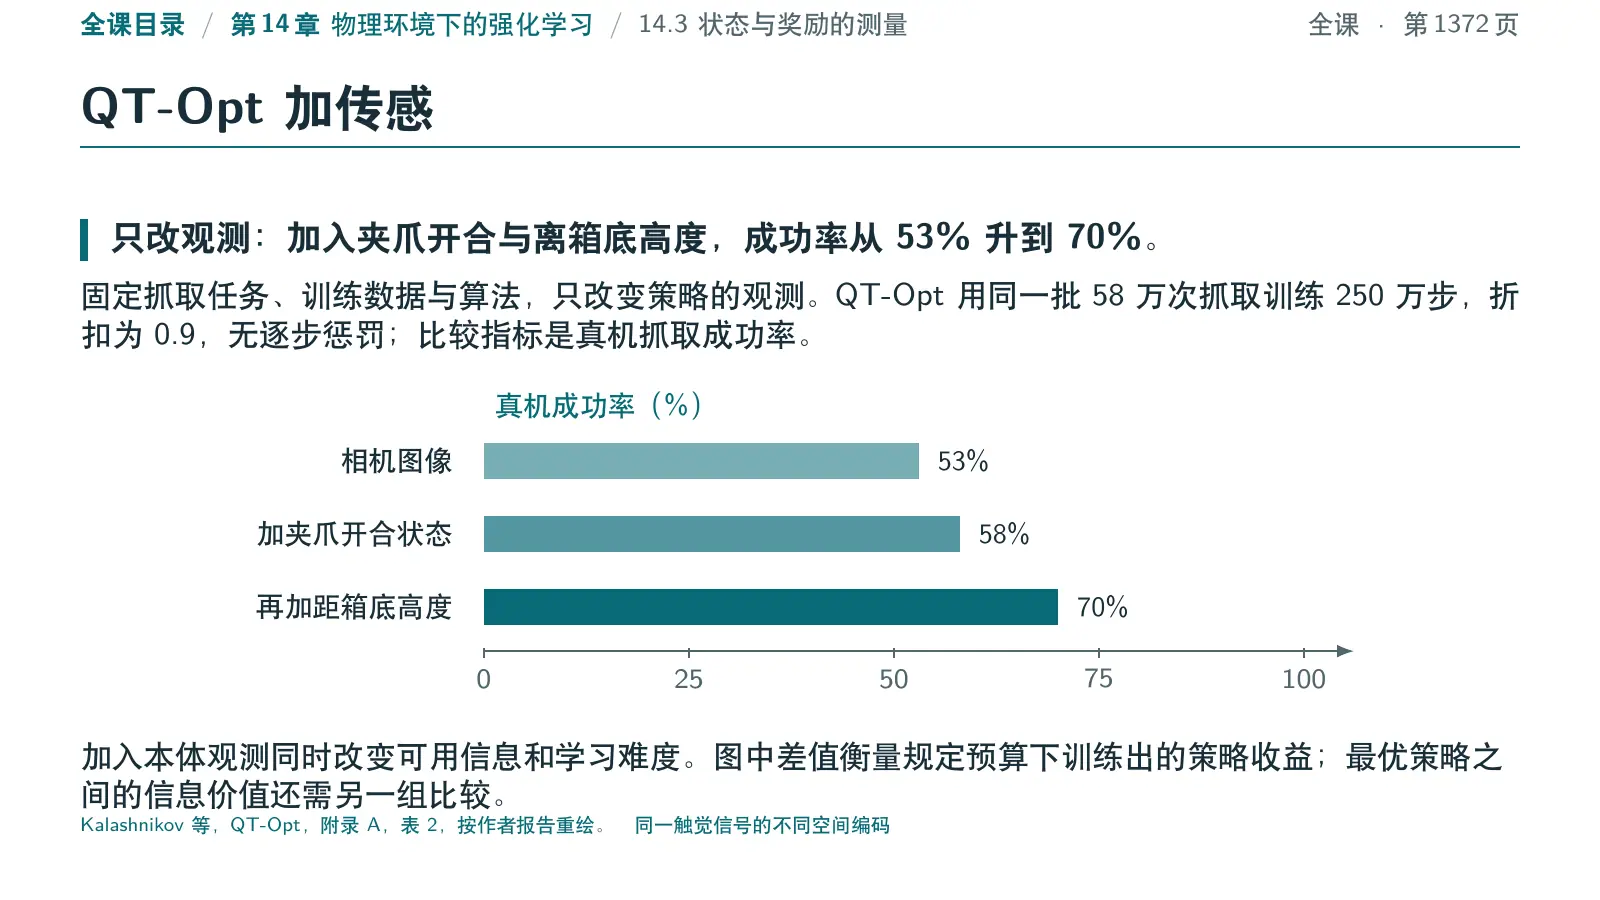 全课目录 / 第14章 物理环境下的强化学习 / 14.3 状态与奖励的测量
全课 · 第1372页
QT-Opt 加传感
只改观测：加入夹爪开合与离箱底高度，成功率从 53% 升到 70%。
固定抓取任务、训练数据与算法，只改变策略的观测。QT-Opt 用同一批 58 万次抓取训练 250 万步，折
扣为 0.9，无逐步惩罚；比较指标是真机抓取成功率。
真机成功率（%）
相机图像 53%
加夹爪开合状态 58%
再加距箱底高度 70%
0 25 50 75 100
加入本体观测同时改变可用信息和学习难度。图中差值衡量规定预算下训练出的策略收益；最优策略之
间的信息价值还需另一组比较。
Kalashnikov 等，QT-Opt，附录 A，表 2，按作者报告重绘。 同一触觉信号的不同空间编码